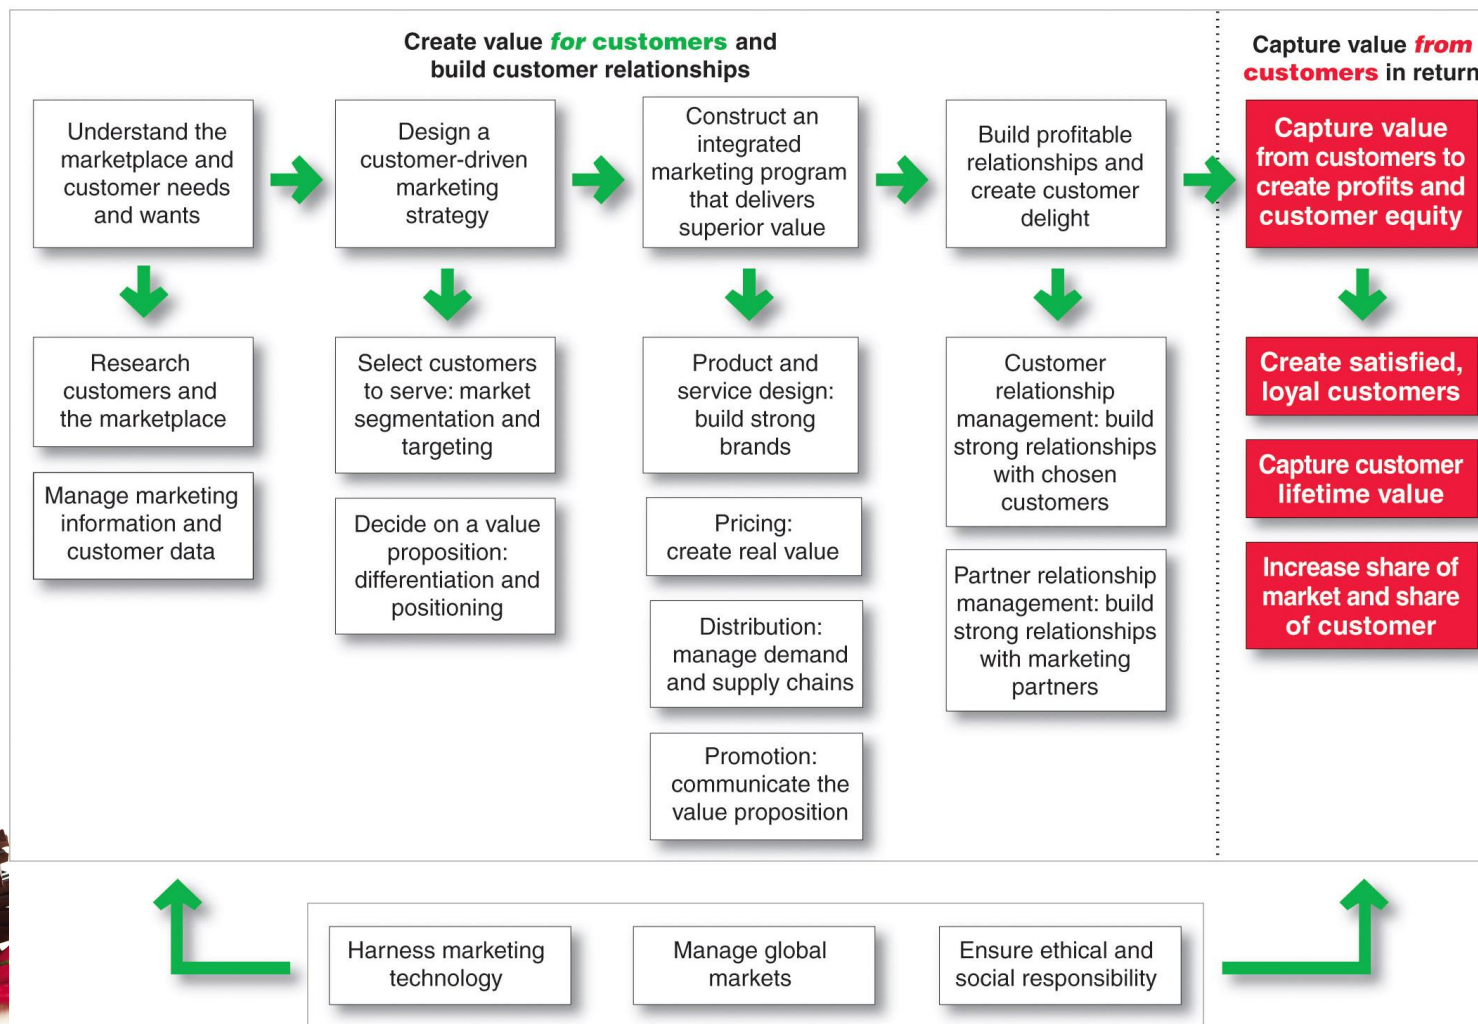 Create value for customers and
build customer relationships
Capture value from
customers in return
Understand the
marketplace and
customer needs
and wants
Design a
customer-driven
marketing
strategy
Construct an
integrated
marketing program
that delivers
superior value
Build profitable
relationships and
create customer
delight
Capture value
from customers to
create profits and
customer equity
Research
customers and
the marketplace
Manage marketing
information and
customer data
Select customers
to serve: market
segmentation and
targeting
Decide on a value
proposition:
differentiation and
positioning
Product and
service design:
build strong
brands
Pricing:
create real value
Distribution:
manage demand
and supply chains
Promotion:
communicate the
value proposition
Customer
relationship
management: build
strong relationships
with chosen
customers
Partner relationship
management: build
strong relationships
with marketing
partners
Create satisfied,
loyal customers
Capture customer
lifetime value
Increase share of
market and share
of customer
Harness marketing
technology
Manage global
markets
Ensure ethical and
social responsibility